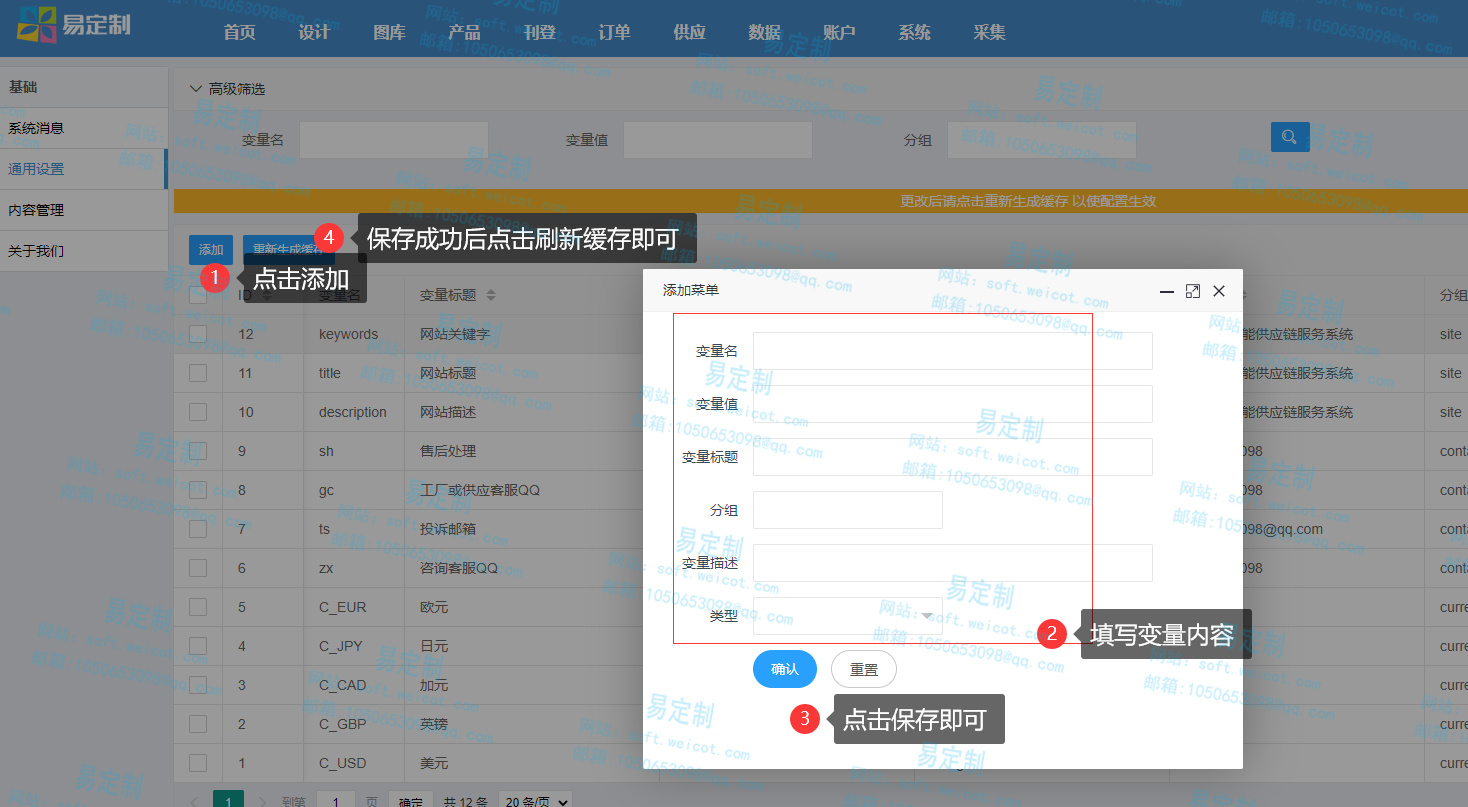 易定制
首页 设计 图库 产品 刊登 订单 供应 数据 账户 系统 采集
基础
系统消息
通用设置
内容管理
关于我们
高级筛选
变量名 变量值 分组
更改后请点击重新生成缓存 以使配置生效
添加 重新生成缓存
4 保存成功后点击刷新缓存即可
1 点击添加
ID 变量名 变量标题 分组
12 keywords 网站关键字 能供应链服务系统 site
11 title 网站标题 能供应链服务系统 site
10 description 网站描述 能供应链服务系统 site
9 sh 售后处理 098
8 gc 工厂或供应客服QQ 098
7 ts 投诉邮箱 098@qq.com
6 zx 咨询客服QQ 098
5 C_EUR 欧元
4 C_JPY 日元
3 C_CAD 加元
2 C_GBP 英镑
1 C_USD 美元
添加菜单
变量名
变量值
变量标题
分组
变量描述
类型
2 填写变量内容
确认 重置
3 点击保存即可
1 到第 1 页 确定 共 12 条 20 条/页
易定制
网站: soft.weicot.com
邮箱:1050653098@qq.com